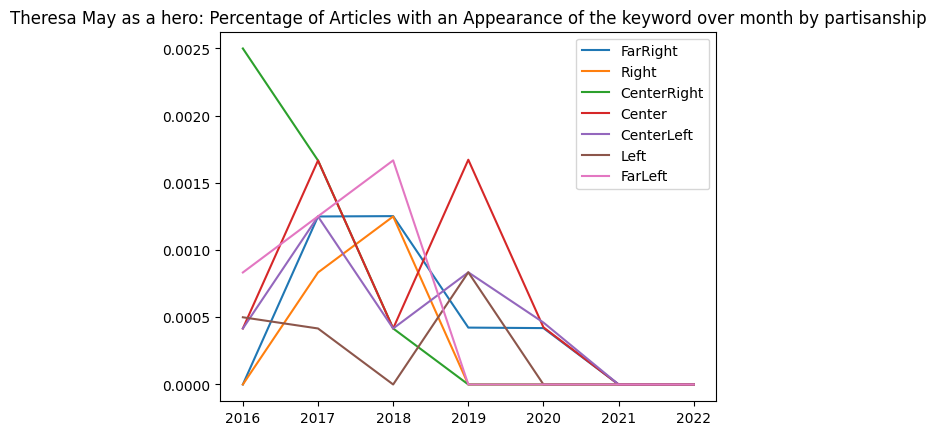 Theresa May as a hero: Percentage of Articles with an Appearance of the keyword over month by partisanship
0.0025
0.0020
0.0015
0.0010
0.0005
0.0000
2016 2017 2018 2019 2020 2021 2022
FarRight
Right
CenterRight
Center
CenterLeft
Left
FarLeft